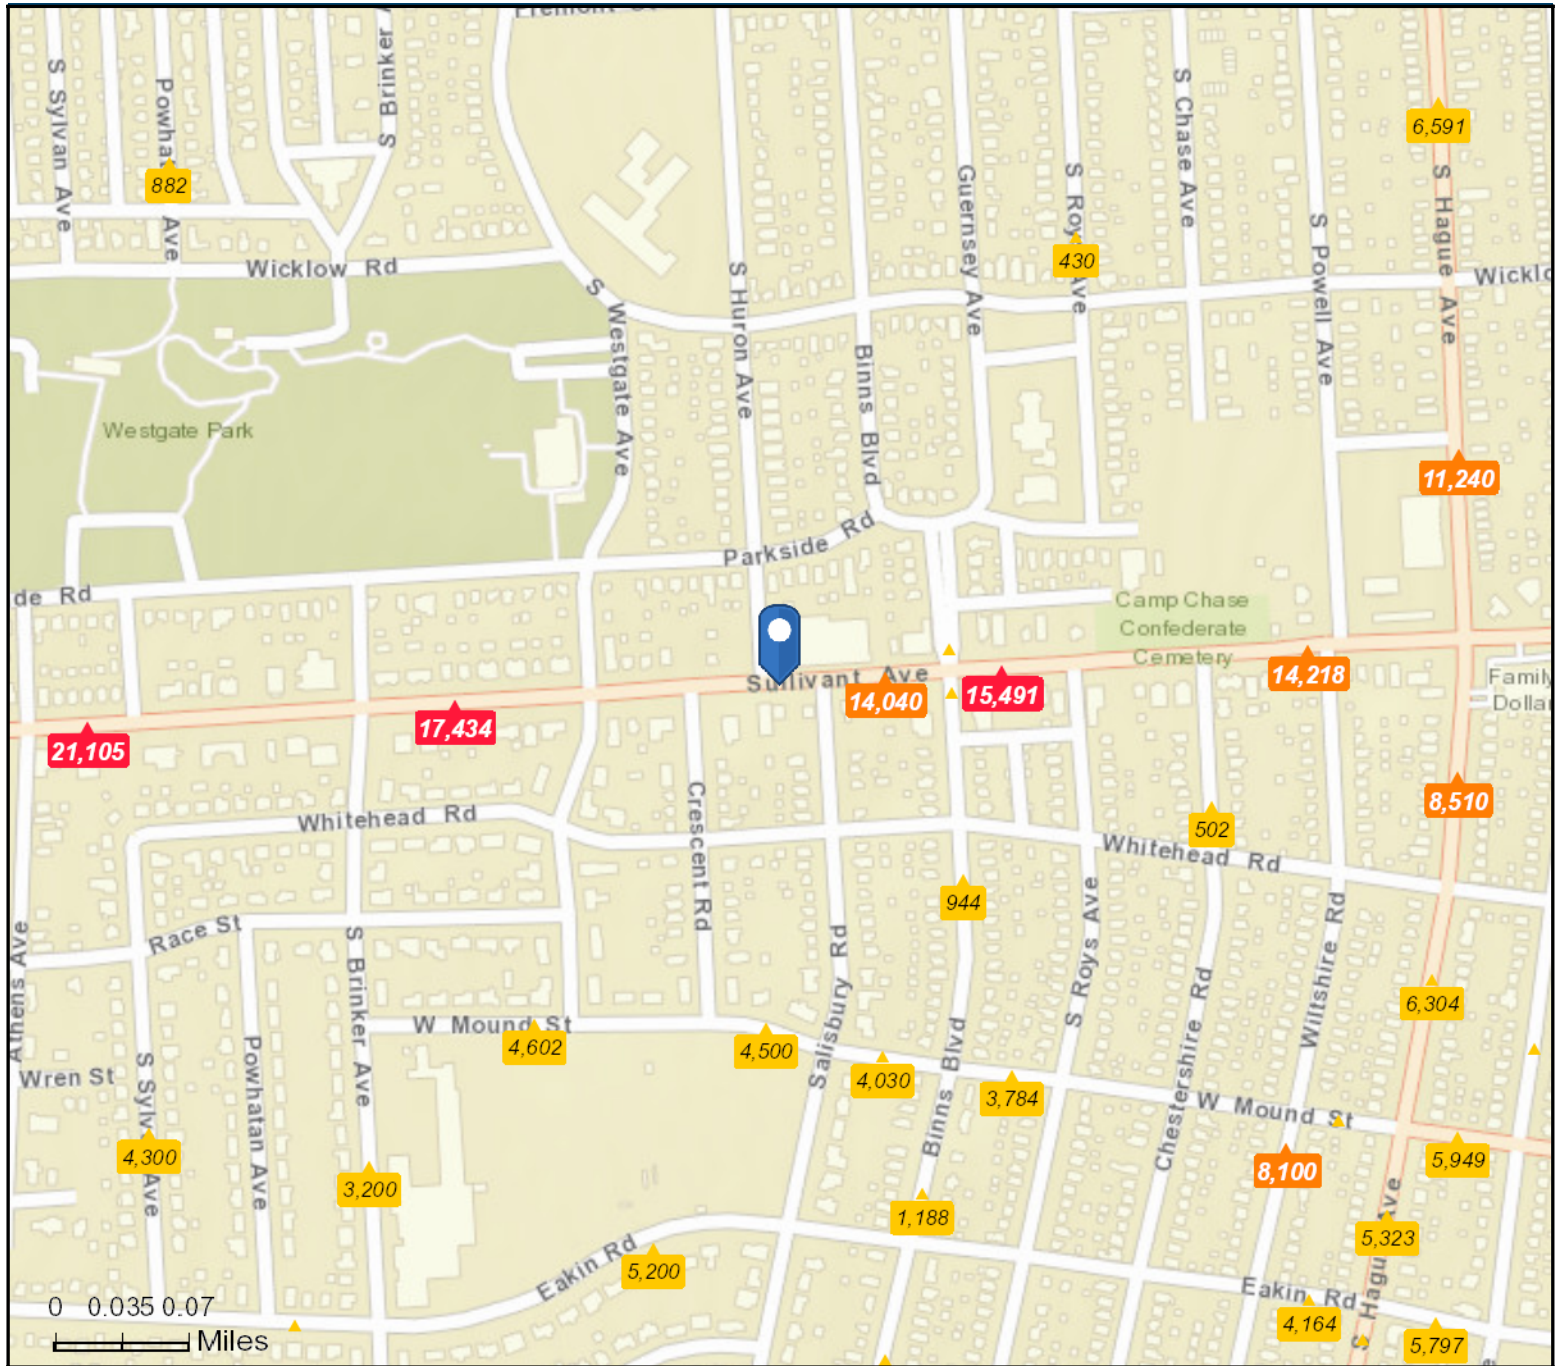 Fremont St
S Brinker
S Sylvan Ave
Powhat Ave
882
S Chase Ave
6,591
Guernsey Ave
S Roys Ave
430
S Hague Ave
S Powell Ave
Wicklow Rd
Wicklo
S Westgate Ave
S Huron Ave
Binns Blvd
Westgate Park
11,240
Parkside Rd
de Rd
Camp Chase
Confederate
Cemetery
Sullivant Ave
14,040
15,491
14,218
Family
Dollar
17,434
21,105
8,510
Crescent Rd
Whitehead Rd
502
Whitehead Rd
944
Race St
Athens Ave
S Brinker Ave
Salisbury Rd
S Roys Ave
Wiltshire Rd
Chestershire Rd
6,304
W Mound St
4,602
4,500
4,030
3,784
Binns Blvd
Wren St
S Sylvan Ave
Powhatan Ave
W Mound St
4,300
3,200
8,100
5,949
1,188
5,323
S Hague Ave
Eakin Rd
5,200
Eakin Rd
4,164
5,797
0 0.035 0.07
Miles